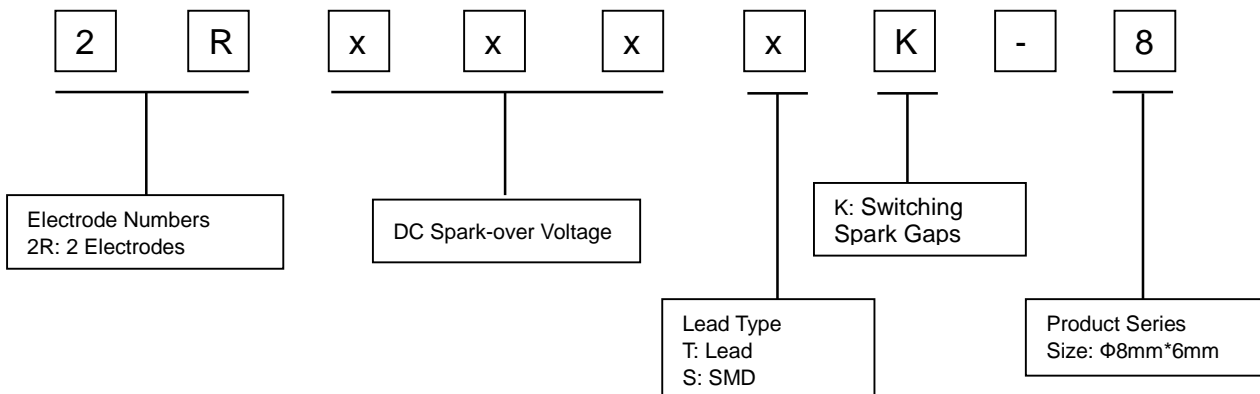 2 R x x x x K - 8
Electrode Numbers
2R: 2 Electrodes
DC Spark-over Voltage
K: Switching
Spark Gaps
Lead Type
T: Lead
S: SMD
Product Series
Size: Φ8mm*6mm